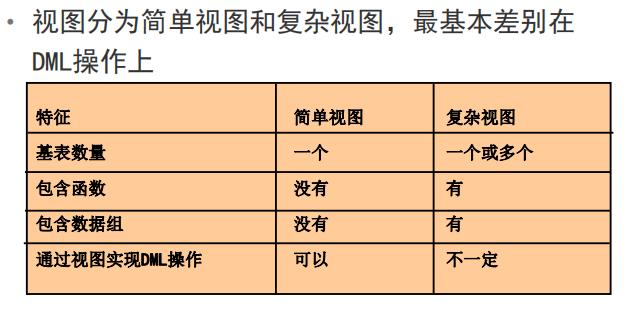 • 视图分为简单视图和复杂视图，最基本差别在
DML操作上
特征 简单视图 复杂视图
基表数量 一个 一个或多个
包含函数 没有 有
包含数据组 没有 有
通过视图实现DML操作 可以 不一定